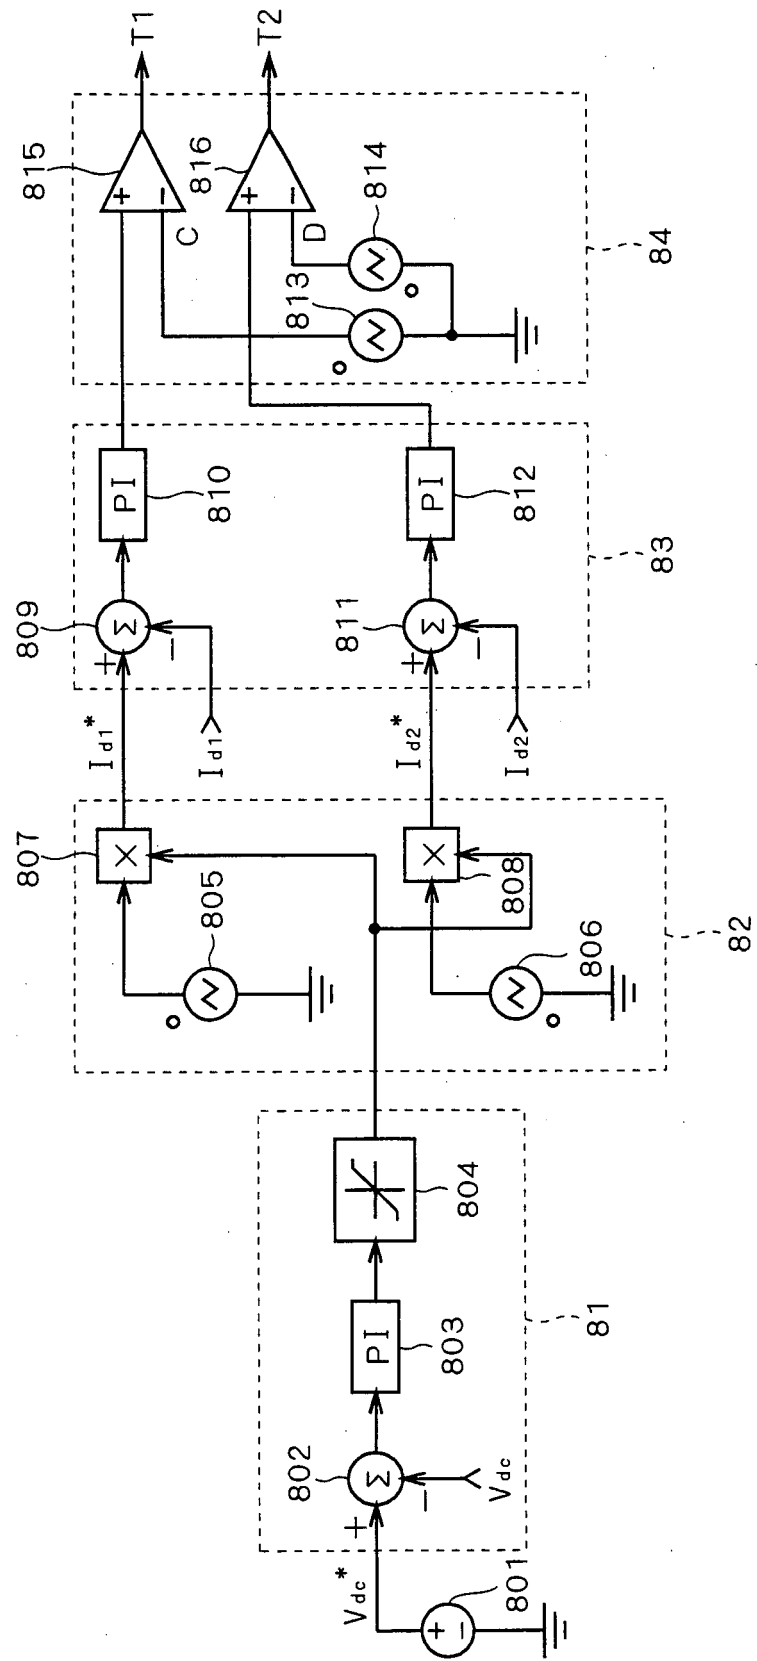 Vdc*
801
+
−
+
−
Vdc
802
Σ
PI
803
804
81
805
806
807
X
808
X
82
Id1*
Id1
Id2*
Id2
809
+
−
Σ
PI
810
811
+
−
Σ
PI
812
83
813
814
C
D
815
+
−
816
+
−
84
T1
T2